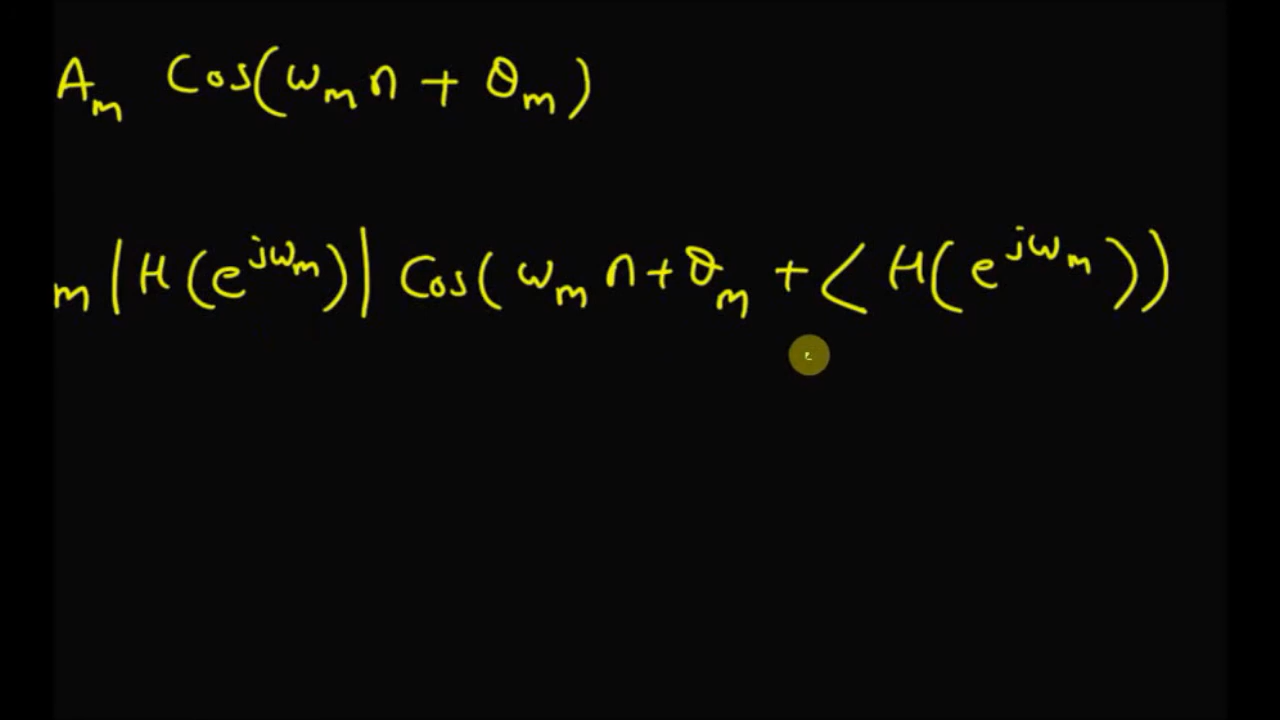 A_m Cos(ω_m n + θ_m)
m |H(e^{jω_m})| Cos(ω_m n + θ_m + ∠H(e^{jω_m}))